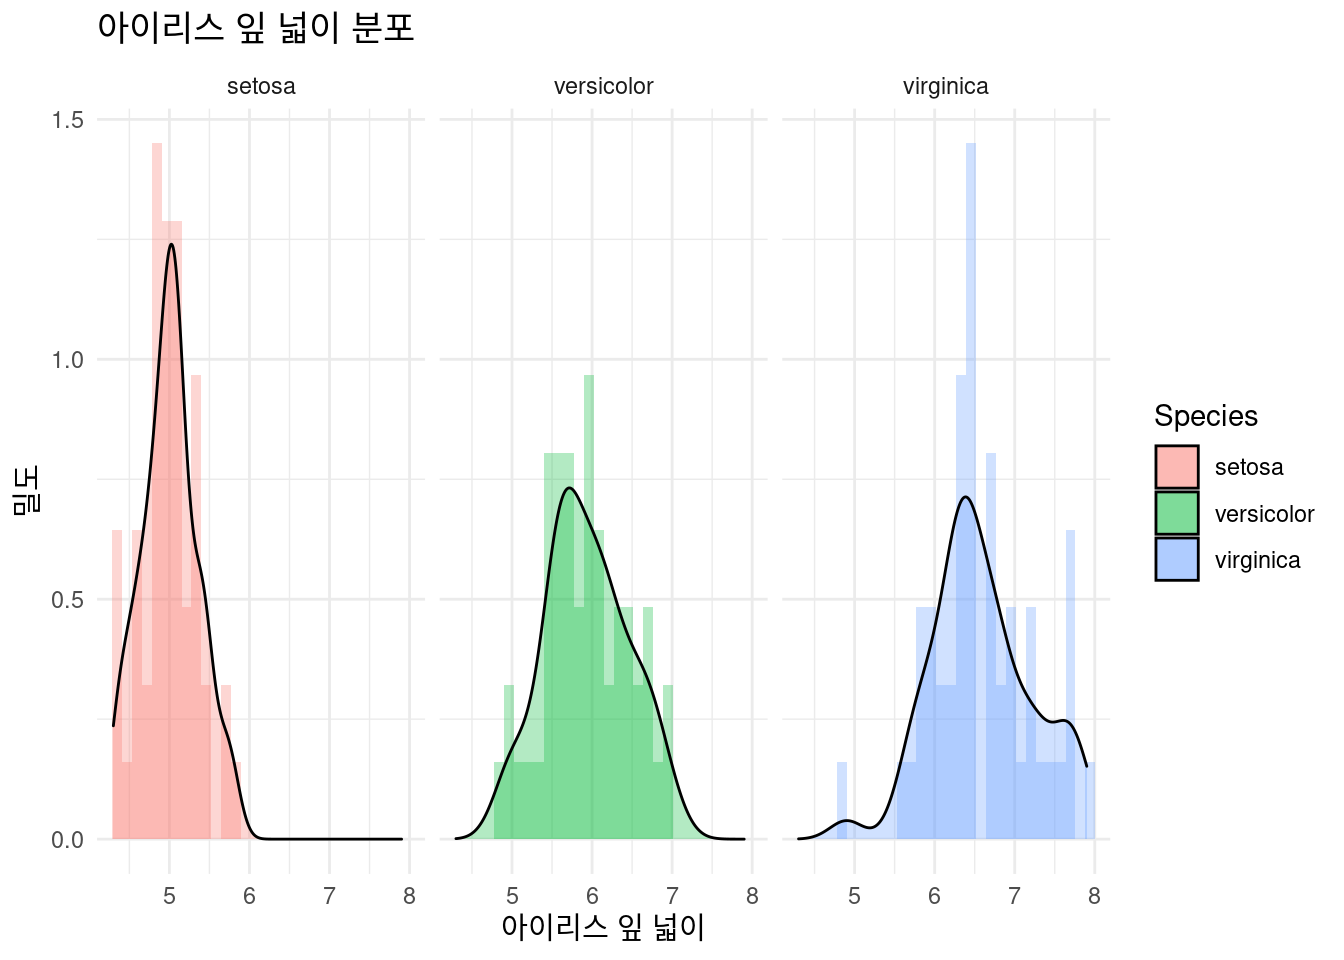 아이리스 잎 넓이 분포
setosa
versicolor
virginica
1.5
1.0
0.5
0.0
밀도
5 6 7 8
5 6 7 8
5 6 7 8
아이리스 잎 넓이
Species
setosa
versicolor
virginica